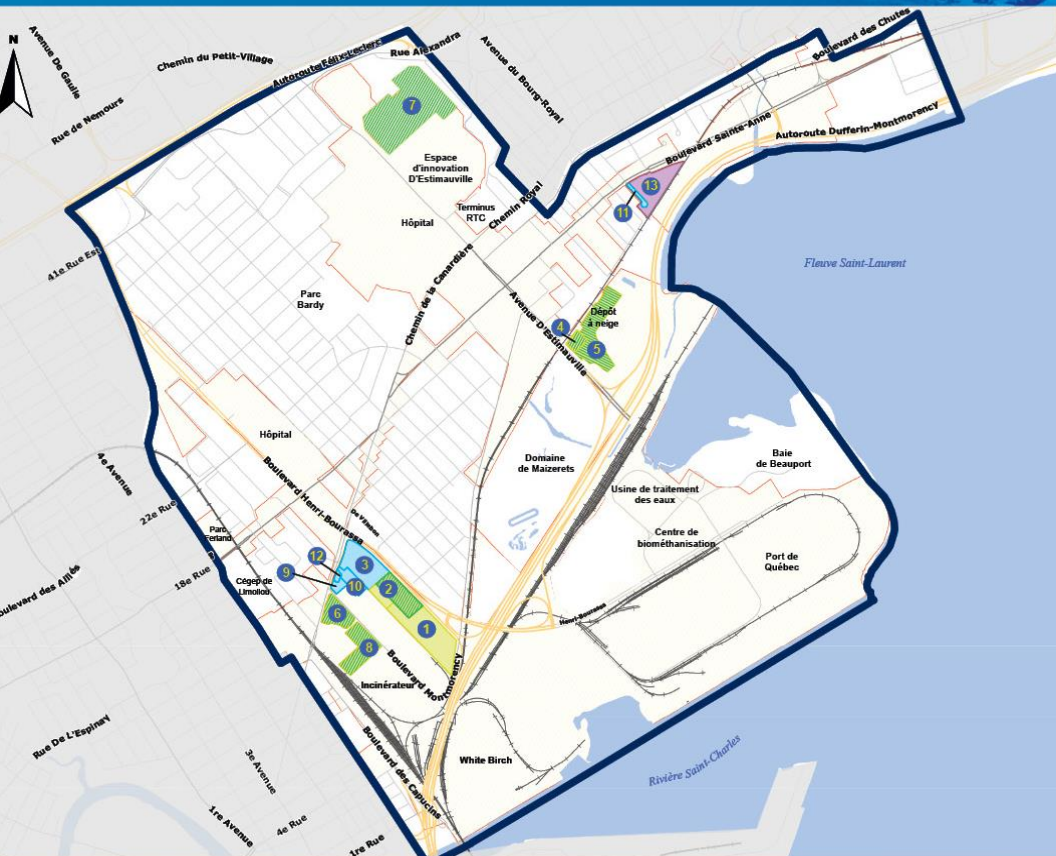 N
Avenue De Gaulle
Chemin du Petit-Village
Rue de Nemours
Autoroute Félix-Leclerc
Rue Alexandra
Avenue du Bourg-Royal
Boulevard des Chutes
7
Espace
d'innovation
D'Estimauville
Terminus
RTC
Chemin Royal
Hôpital
Boulevard Sainte-Anne
Autoroute Dufferin-Montmorency
13
11
41e Rue Est
Parc
Bardy
Chemin de la Canardière
Avenue D'Estimauville
Dépôt
à neige
4
5
Fleuve Saint-Laurent
Hôpital
Domaine
de Maizerets
Baie
de Beauport
Usine de traitement
des eaux
Centre de
biométhanisation
Port de
Québec
4e Avenue
22e Rue
Boulevard Henri-Bourassa
Parc
Ferland
18e Rue
Cégep de
Limoilou
12
9
3
10
2
1
6
8
Henri-Bourassa
Boulevard Montmorency
Incinérateur
oulevard des Alliés
White Birch
Boulevard des Capucins
Rue De L'Espinay
3e Avenue
1re Avenue
4e Rue
1re Rue
Rivière Saint-Charles